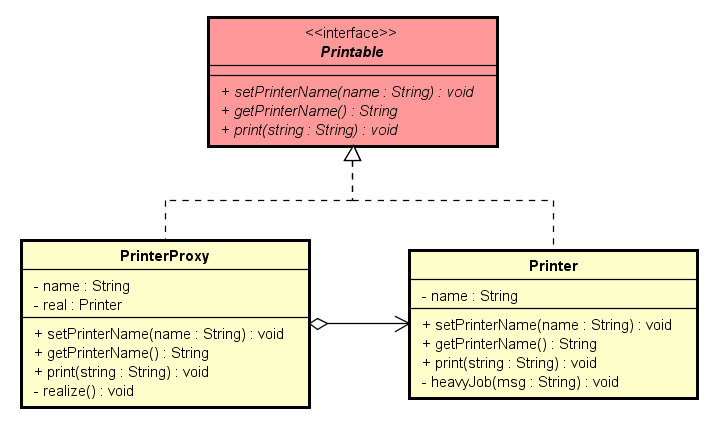 <<interface>>
Printable
+ setPrinterName(name : String) : void
+ getPrinterName() : String
+ print(string : String) : void
PrinterProxy
- name : String
- real : Printer
+ setPrinterName(name : String) : void
+ getPrinterName() : String
+ print(string : String) : void
- realize() : void
Printer
- name : String
+ setPrinterName(name : String) : void
+ getPrinterName() : String
+ print(string : String) : void
- heavyJob(msg : String) : void